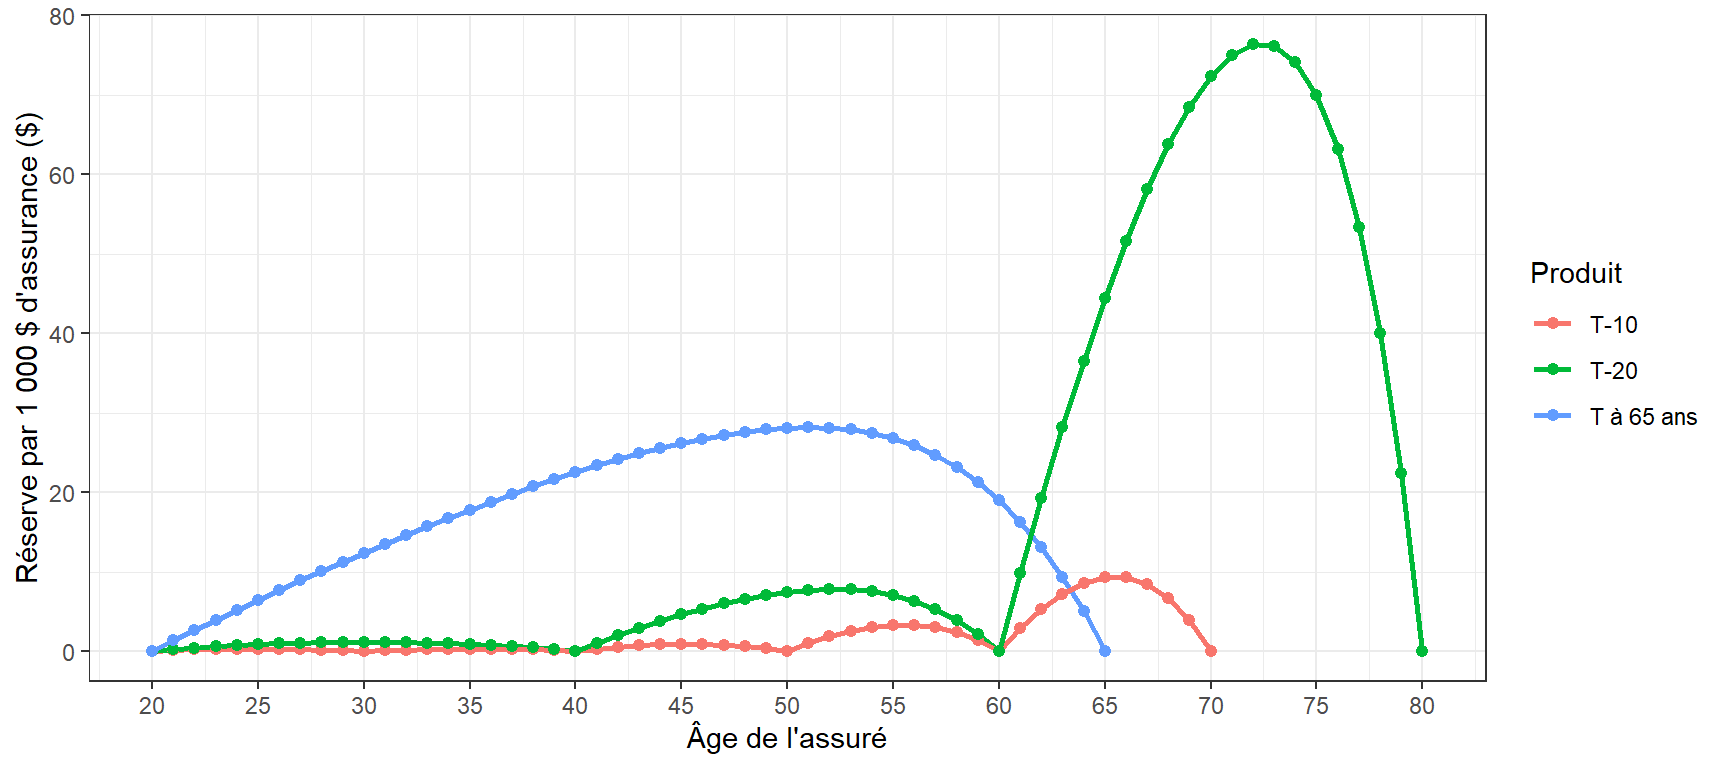 Réserve par 1 000 $ d'assurance ($)
80
60
40
20
0
20 25 30 35 40 45 50 55 60 65 70 75 80
Âge de l'assuré
Produit
T-10
T-20
T à 65 ans